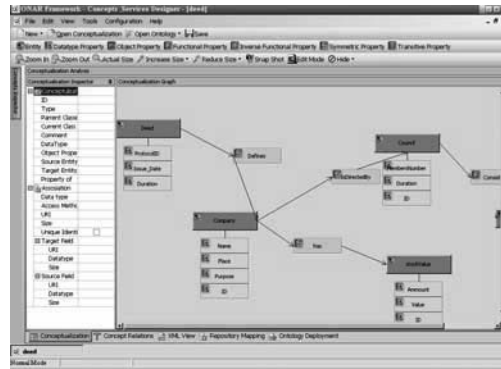 ONAR Framework - Concepts Services Designer - [deed]
File Edit View Tools Configuration Help
New Open Conceptualization Open Ontology Save
Entity Datatype Property Object Property Functional Property Inverse Functional Property Symmetric Property Transitive Property
Zoom In Zoom Out Actual Size Increase Size Reduce Size Snap Shot Edit Mode Hide
Conceptualization Analysis
Conceptualization Inspector
Conceptualization Graph
ID
Type
Parent Classe
Current Class
Comment
DataType
Object Prope
Source Entity
Target Entity
Property of
Association
Data type
Access Metho
URI
Size
Unique Identi
Target Field
URI
Datatype
Size
Source Field
URI
Datatype
Size
Deed
ProtocolID
Issue_Date
Duration
Defines
Company
Name
Place
Purpose
ID
isDirectedBy
Has
Council
MembersNumber
Duration
ID
Consist
StockValue
Ammount
Value
ID
Conceptualization Concept Relations XML View Repository Mapping Ontology Deployment
deed
Normal Mode